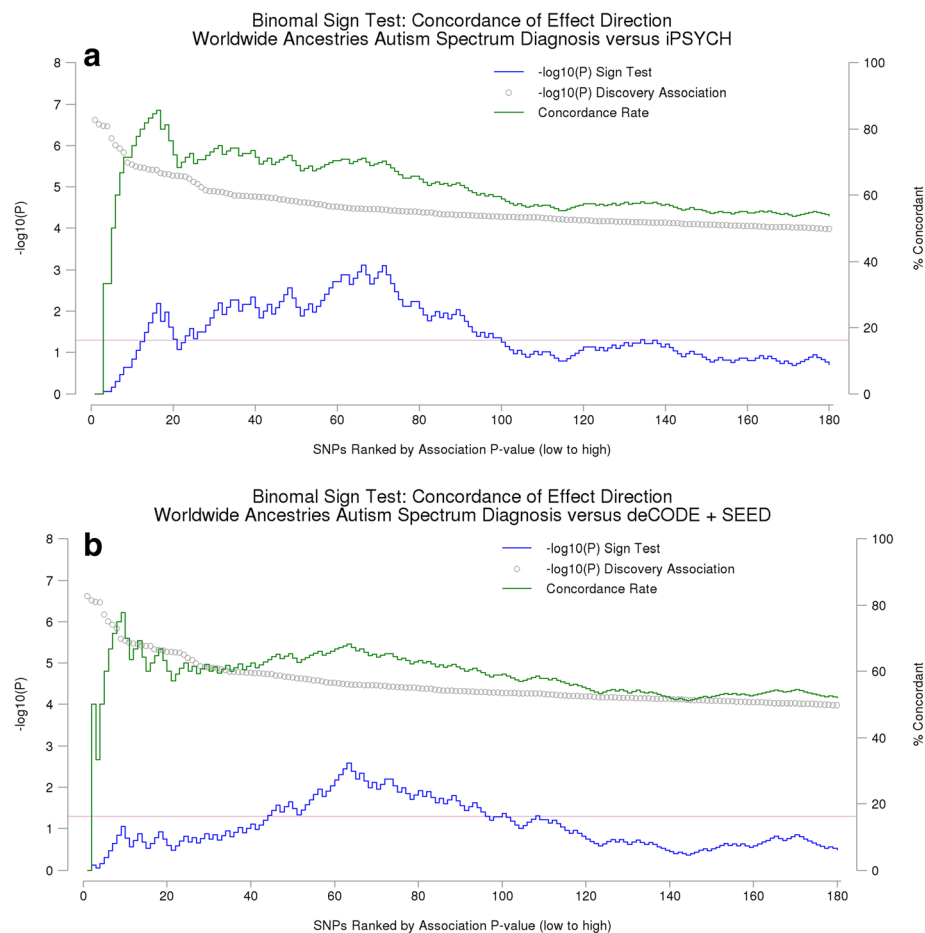 Binomal Sign Test: Concordance of Effect Direction
Worldwide Ancestries Autism Spectrum Diagnosis versus iPSYCH
a
-log10(P) Sign Test
-log10(P) Discovery Association
Concordance Rate
8
7
6
5
4
3
2
1
0
-log10(P)
100
80
60
40
20
0
% Concordant
0 20 40 60 80 100 120 140 160 180
SNPs Ranked by Association P-value (low to high)
Binomal Sign Test: Concordance of Effect Direction
Worldwide Ancestries Autism Spectrum Diagnosis versus deCODE + SEED
b
-log10(P) Sign Test
-log10(P) Discovery Association
Concordance Rate
8
7
6
5
4
3
2
1
0
-log10(P)
100
80
60
40
20
0
% Concordant
0 20 40 60 80 100 120 140 160 180
SNPs Ranked by Association P-value (low to high)